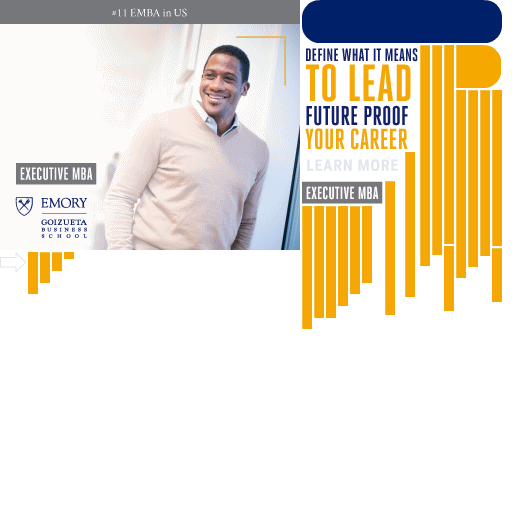 #11 EMBA in US
EXECUTIVE MBA
EMORY
GOIZUETA
BUSINESS
SCHOOL
DEFINE WHAT IT MEANS
TO LEAD
FUTURE PROOF
YOUR CAREER
LEARN MORE
EXECUTIVE MBA